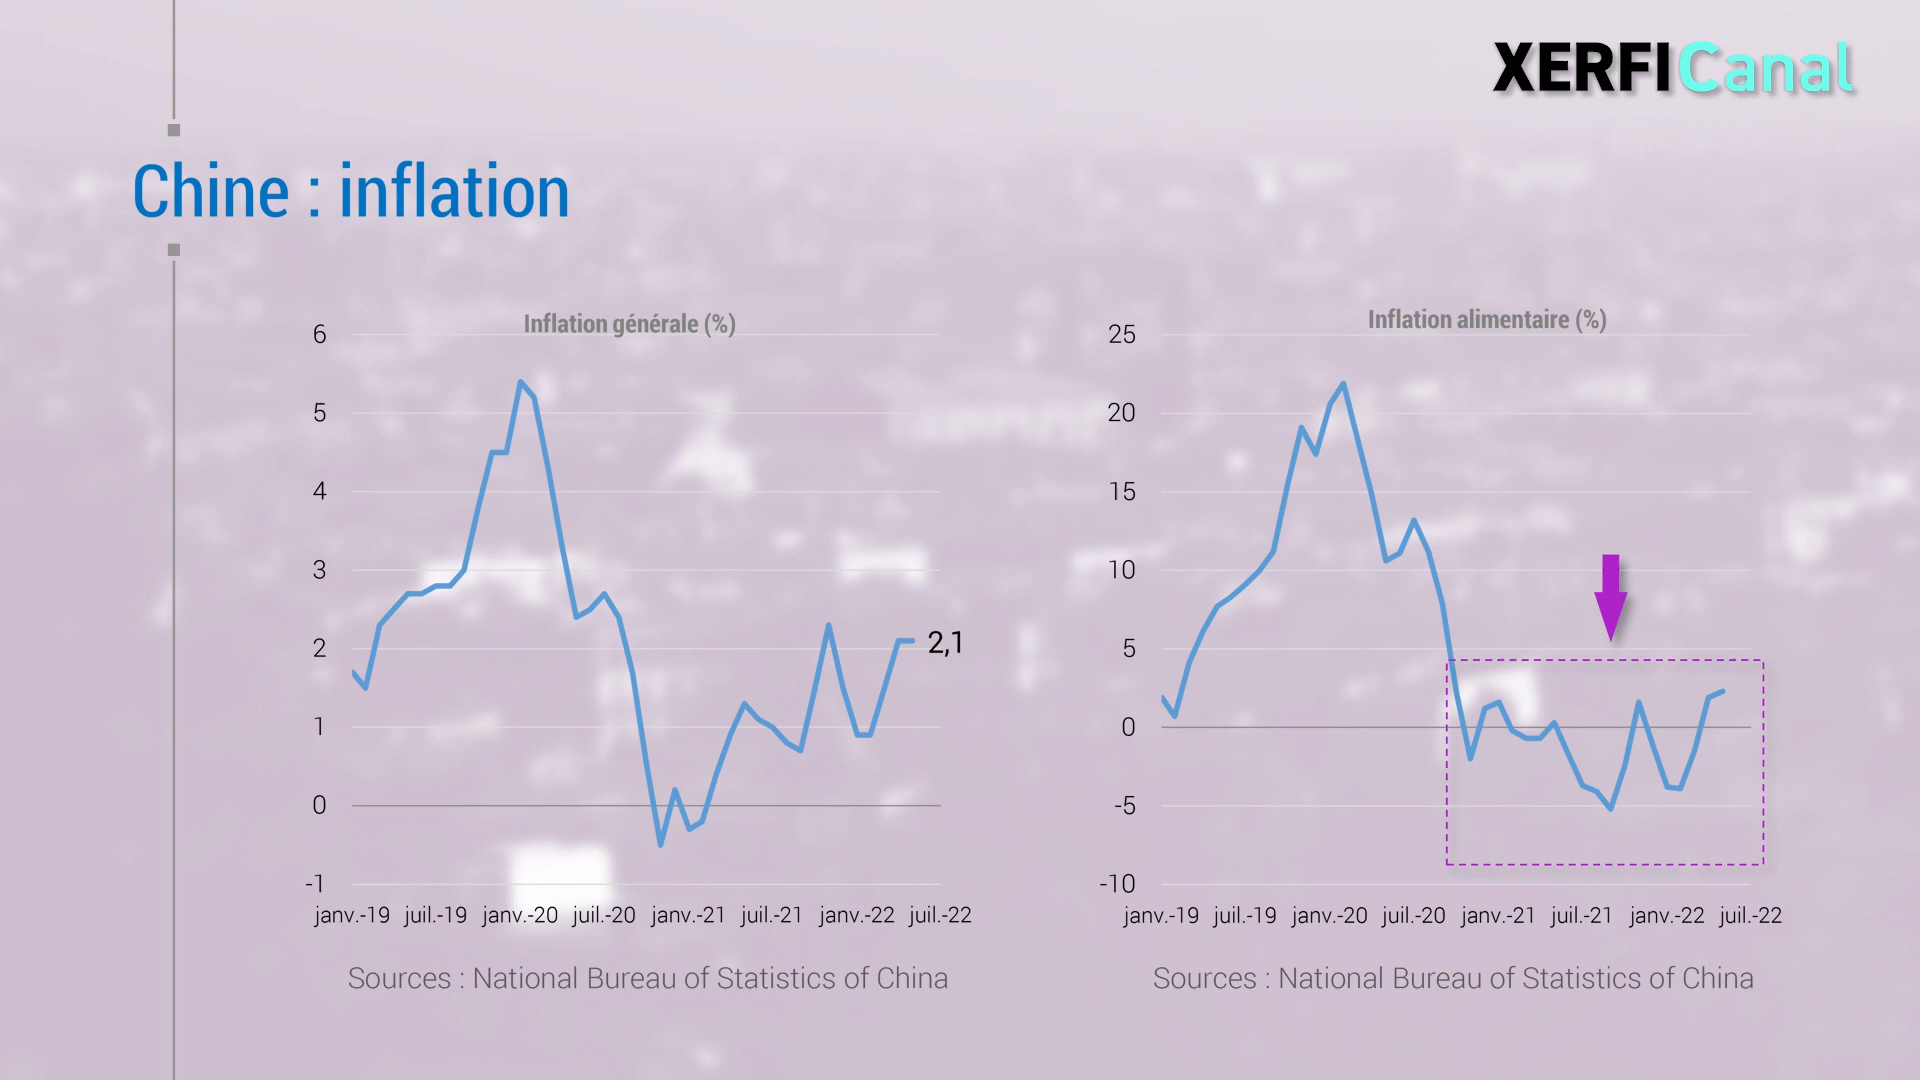 XERFI Canal
Chine : inflation
Inflation générale (%)
6
5
4
3
2
1
0
-1
2,1
janv.-19 juil.-19 janv.-20 juil.-20 janv.-21 juil.-21 janv.-22 juil.-22
Sources : National Bureau of Statistics of China
Inflation alimentaire (%)
25
20
15
10
5
0
-5
-10
janv.-19 juil.-19 janv.-20 juil.-20 janv.-21 juil.-21 janv.-22 juil.-22
Sources : National Bureau of Statistics of China